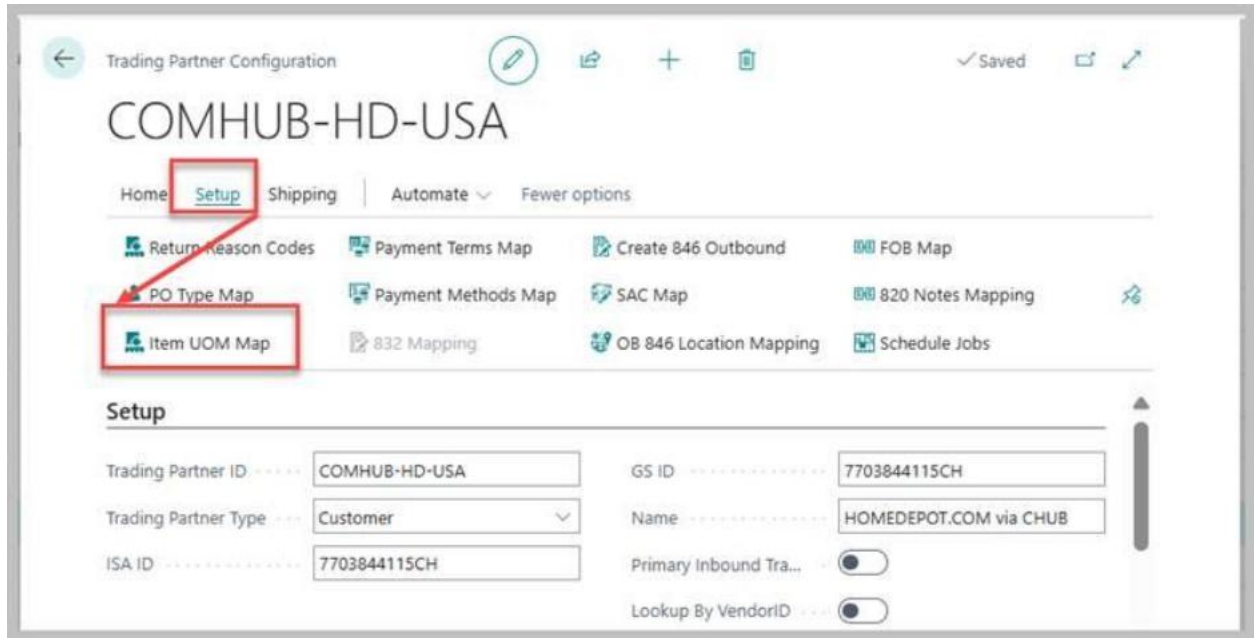 Trading Partner Configuration
Saved
COMHUB-HD-USA
Home Setup Shipping Automate Fewer options
Return Reason Codes Payment Terms Map Create 846 Outbound FOB Map
PO Type Map Payment Methods Map SAC Map 820 Notes Mapping
Item UOM Map 832 Mapping OB 846 Location Mapping Schedule Jobs
Setup
Trading Partner ID COMHUB-HD-USA GS ID 7703844115CH
Trading Partner Type Customer Name HOMEDEPOT.COM via CHUB
ISA ID 7703844115CH Primary Inbound Tra...
Lookup By VendorID